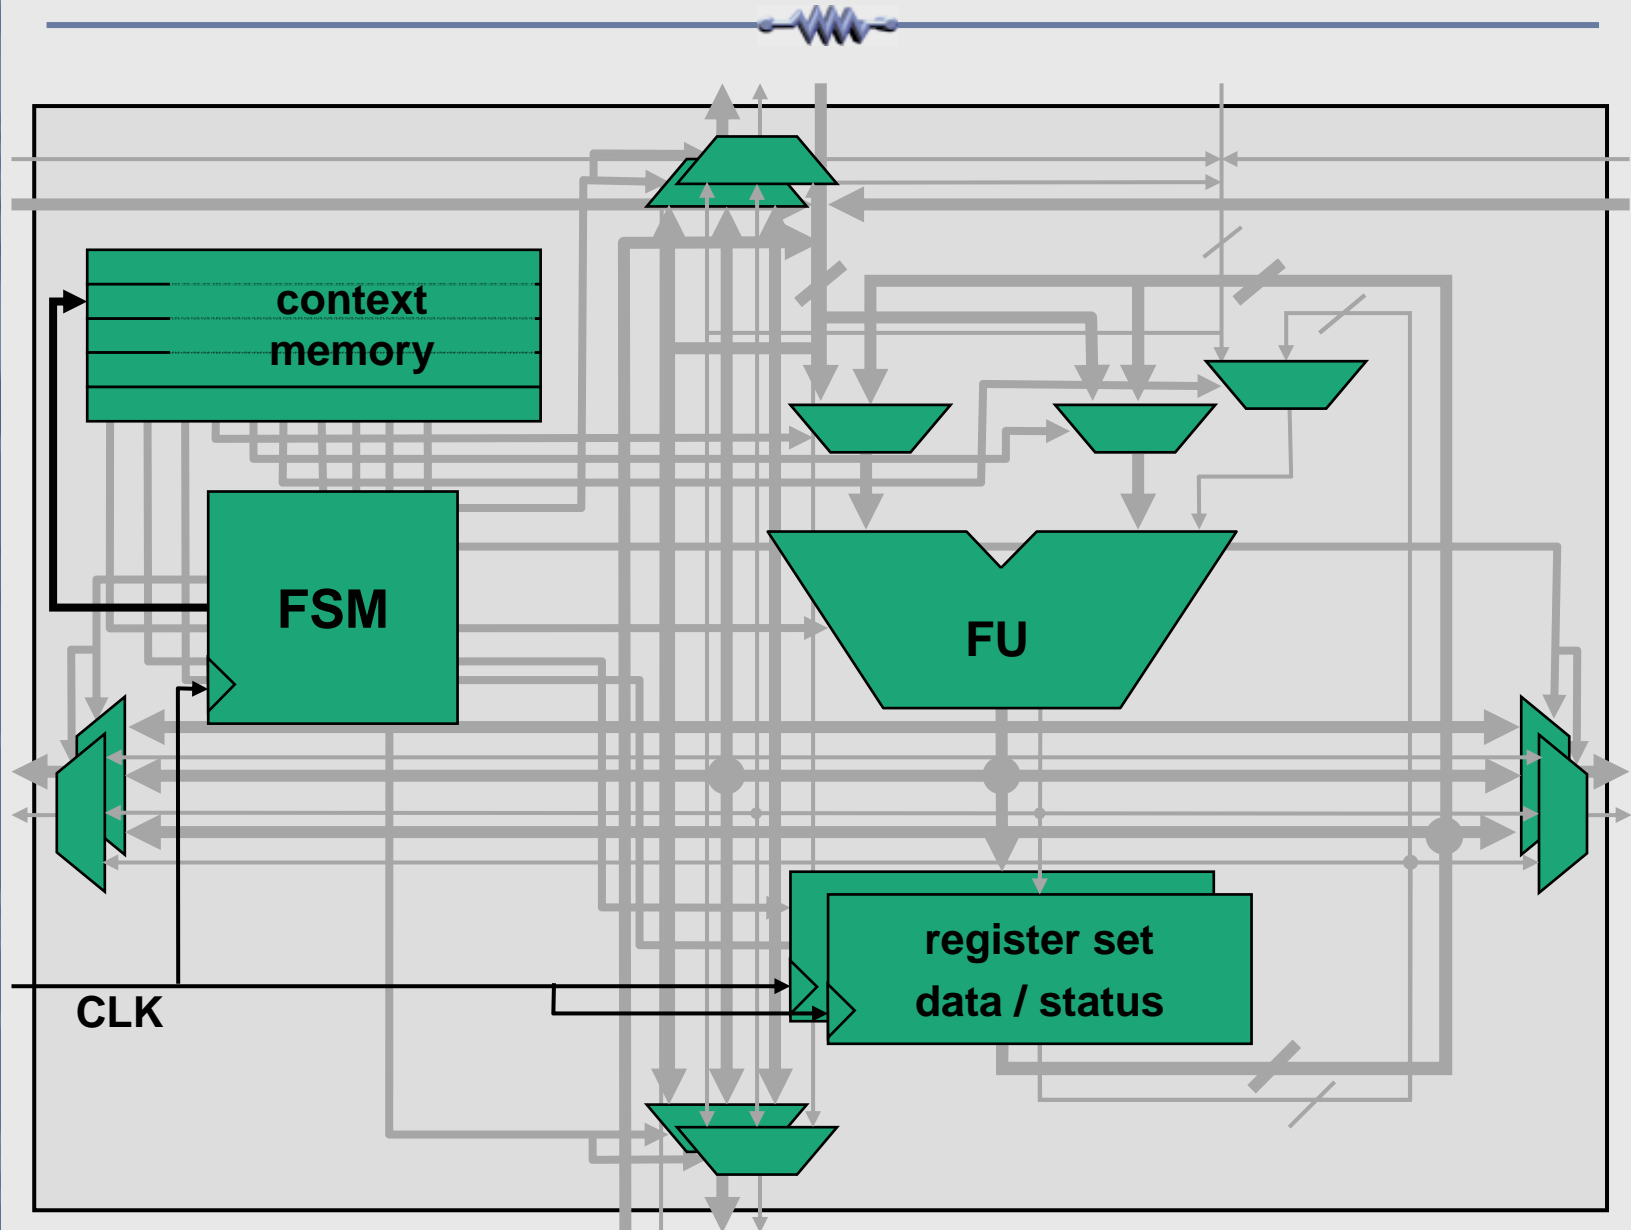 context
memory
FSM
FU
register set
data / status
CLK